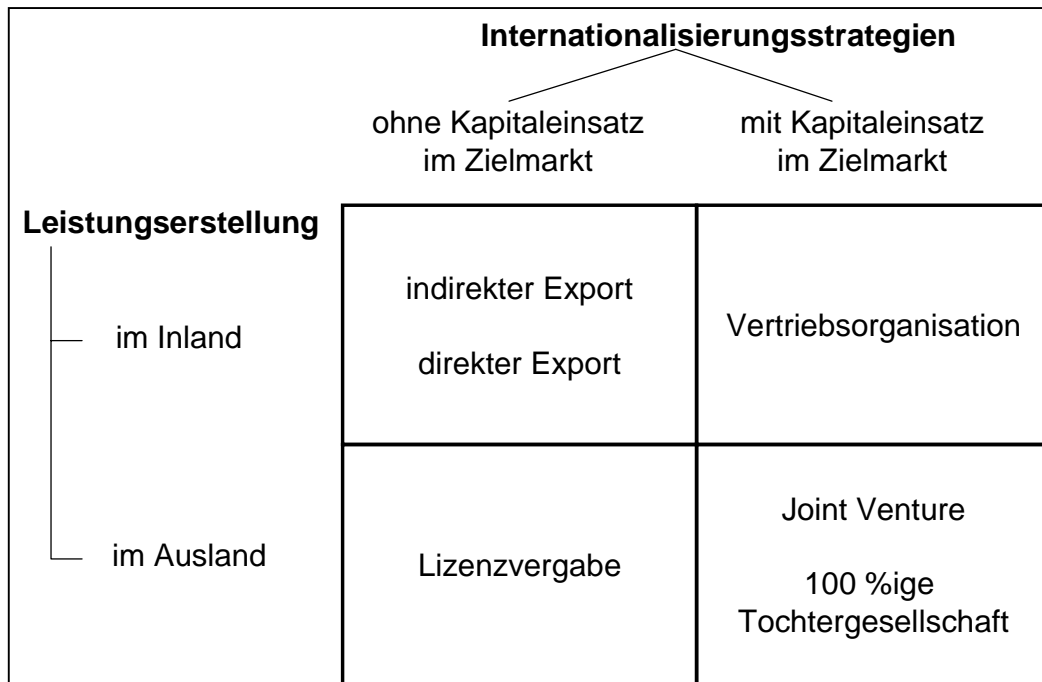 Internationalisierungsstrategien
ohne Kapitaleinsatz
im Zielmarkt
mit Kapitaleinsatz
im Zielmarkt
Leistungserstellung
im Inland
indirekter Export
direkter Export
Vertriebsorganisation
im Ausland
Lizenzvergabe
Joint Venture
100 %ige
Tochtergesellschaft